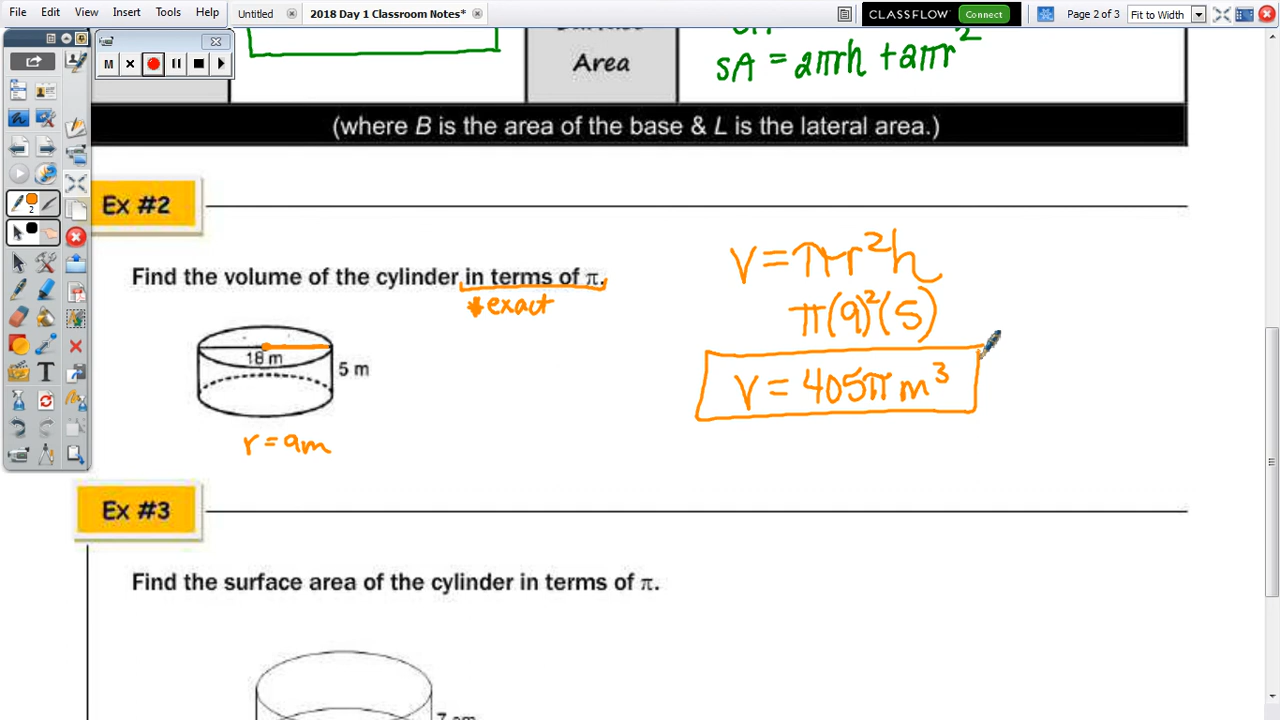 File Edit View Insert Tools Help
Untitled
2018 Day 1 Classroom Notes*
CLASSFLOW Connect
Page 2 of 3
Fit to Width
M
Area
SA = 2πrh + 2πr²
(where B is the area of the base & L is the lateral area.)
Ex #2
Find the volume of the cylinder in terms of π.
exact
18 m
5 m
r = 9m
V = πr²h
π(9)²(5)
V = 405π m³
Ex #3
Find the surface area of the cylinder in terms of π.
2
T